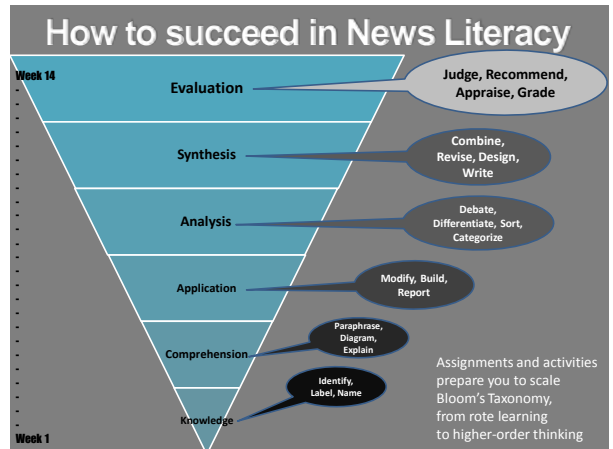 How to succeed in News Literacy
Week 14
Evaluation
Judge, Recommend,
Appraise, Grade
Synthesis
Combine,
Revise, Design,
Write
Analysis
Debate,
Differentiate, Sort,
Categorize
Application
Modify, Build,
Report
Comprehension
Paraphrase,
Diagram,
Explain
Knowledge
Identify,
Label, Name
Assignments and activities
prepare you to scale
Bloom's Taxonomy,
from rote learning
to higher-order thinking
Week 1